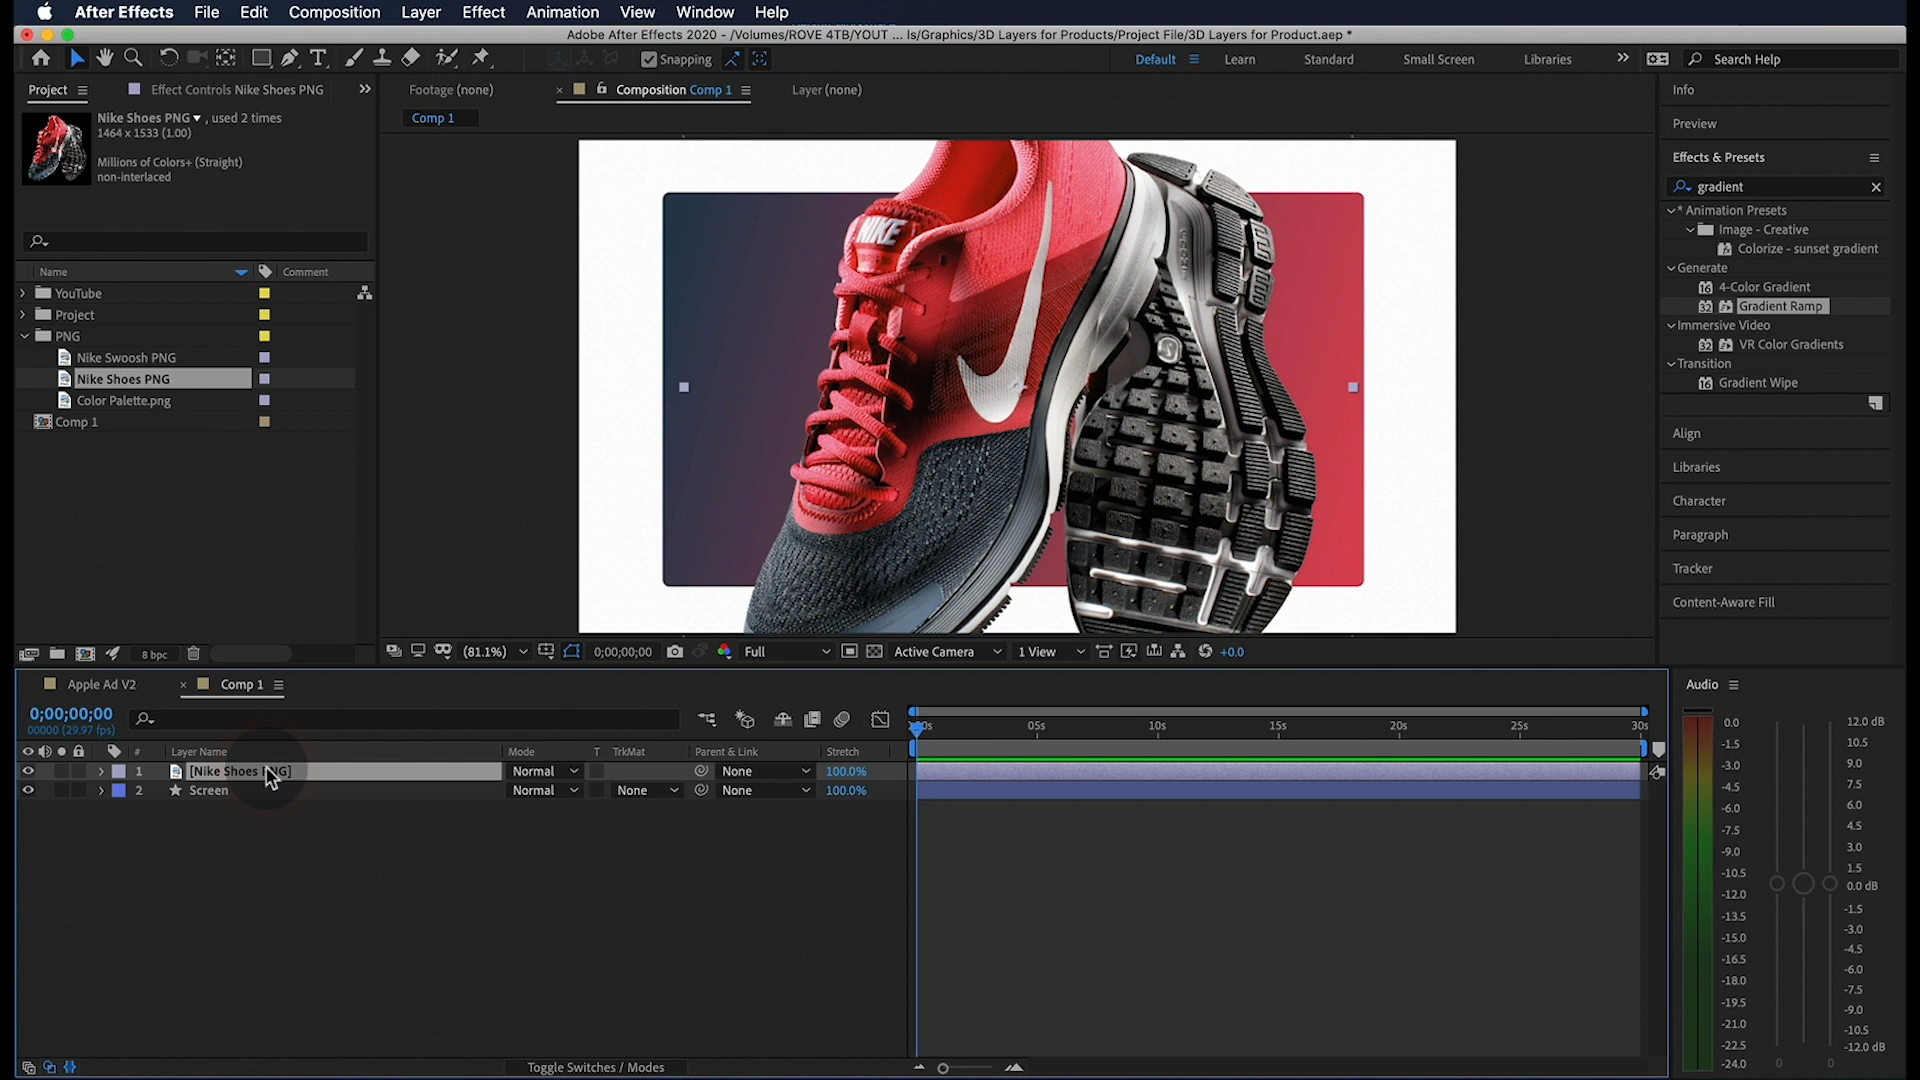 After Effects File Edit Composition Layer Effect Animation View Window Help
Adobe After Effects 2020 - /Volumes/ROVE 4TB/YOUT ... ls/Graphics/3D Layers for Products/Project File/3D Layers for Product.aep *
Snapping
Default Learn Standard Small Screen Libraries
Search Help
Project Effect Controls Nike Shoes PNG
Nike Shoes PNG , used 2 times
1464 x 1533 (1.00)
Millions of Colors+ (Straight)
non-interlaced
Name Comment
YouTube
Project
PNG
Nike Swoosh PNG
Nike Shoes PNG
Color Palette.png
Comp 1
8 bpc
Footage (none) Composition Comp 1 Layer (none)
Comp 1
NIKE
(81.1%) 0;00;00;00 Full Active Camera 1 View +0.0
Info
Preview
Effects & Presets
gradient
* Animation Presets
Image - Creative
Colorize - sunset gradient
Generate
4-Color Gradient
Gradient Ramp
Immersive Video
VR Color Gradients
Transition
Gradient Wipe
Align
Libraries
Character
Paragraph
Tracker
Content-Aware Fill
Apple Ad V2 Comp 1
0;00;00;00
00000 (29.97 fps)
# Layer Name Mode T TrkMat Parent & Link Stretch
05s 10s 15s 20s 25s 30s
1 [Nike Shoes PNG] Normal None 100.0%
2 Screen Normal None None 100.0%
Toggle Switches / Modes
Audio
0.0
-1.5
-3.0
-4.5
-6.0
-7.5
-9.0
-10.5
-12.0
-13.5
-15.0
-16.5
-18.0
-19.5
-21.0
-22.5
-24.0
12.0 dB
10.5
9.0
7.5
6.0
4.5
3.0
1.5
0.0 dB
-1.5
-3.0
-4.5
-6.0
-7.5
-9.0
-10.5
-12.0 dB
0 0